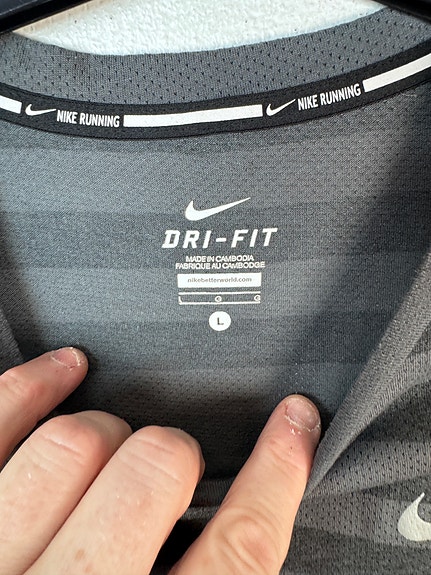 NIKE RUNNING
NIKE RUNNING
DRI-FIT
MADE IN CAMBODIA
FABRIQUE AU CAMBODGE
nikebetterworld.com
L G G
L